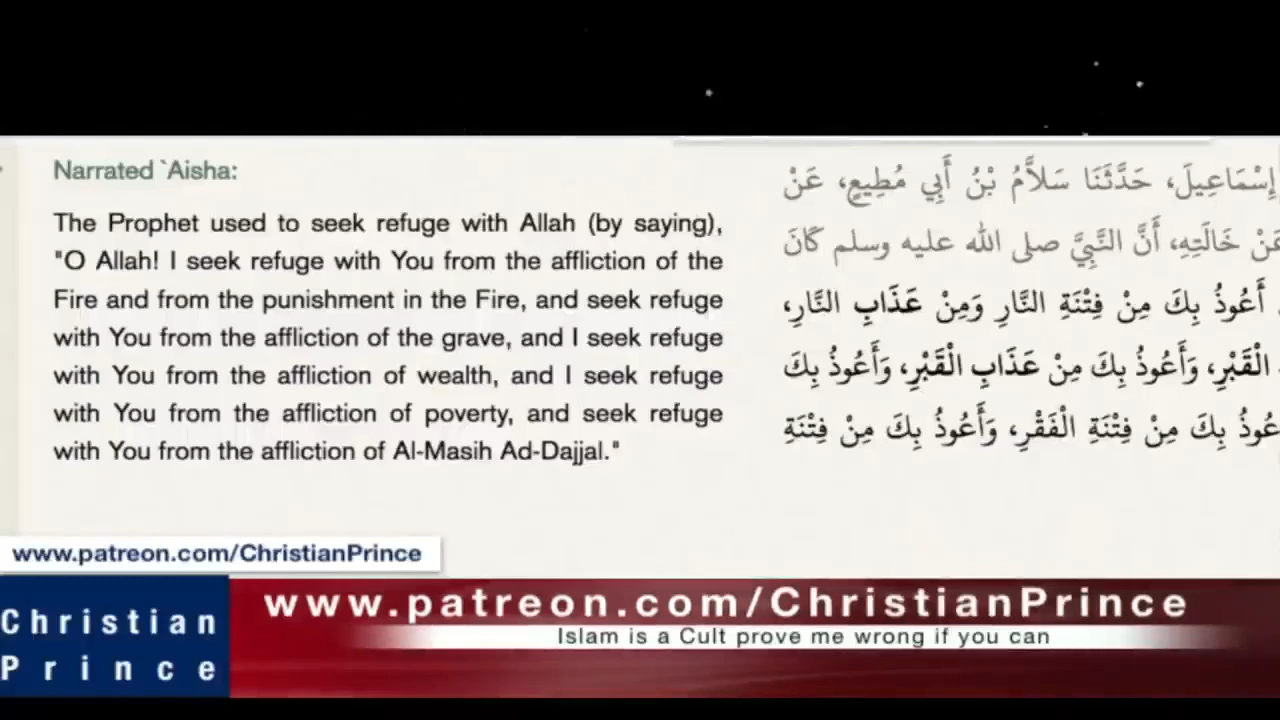 Narrated `Aisha:
The Prophet used to seek refuge with Allah (by saying),
"O Allah! I seek refuge with You from the affliction of the
Fire and from the punishment in the Fire, and seek refuge
with You from the affliction of the grave, and I seek refuge
with You from the affliction of wealth, and I seek refuge
with You from the affliction of poverty, and seek refuge
with You from the affliction of Al-Masih Ad-Dajjal."
إِسْمَاعِيلَ، حَدَّثَنَا سَلاَّمُ بْنُ أَبِي مُطِيعٍ، عَنْ
عَنْ خَالَتِهِ، أَنَّ النَّبِيَّ صلى الله عليه وسلم كَانَ
أَعُوذُ بِكَ مِنْ فِتْنَةِ النَّارِ وَمِنْ عَذَابِ النَّارِ،
الْقَبْرِ، وَأَعُوذُ بِكَ مِنْ عَذَابِ الْقَبْرِ، وَأَعُوذُ بِكَ
عُوذُ بِكَ مِنْ فِتْنَةِ الْفَقْرِ، وَأَعُوذُ بِكَ مِنْ فِتْنَةِ
www.patreon.com/ChristianPrince
Christian
Prince
www.patreon.com/ChristianPrince
Islam is a Cult prove me wrong if you can